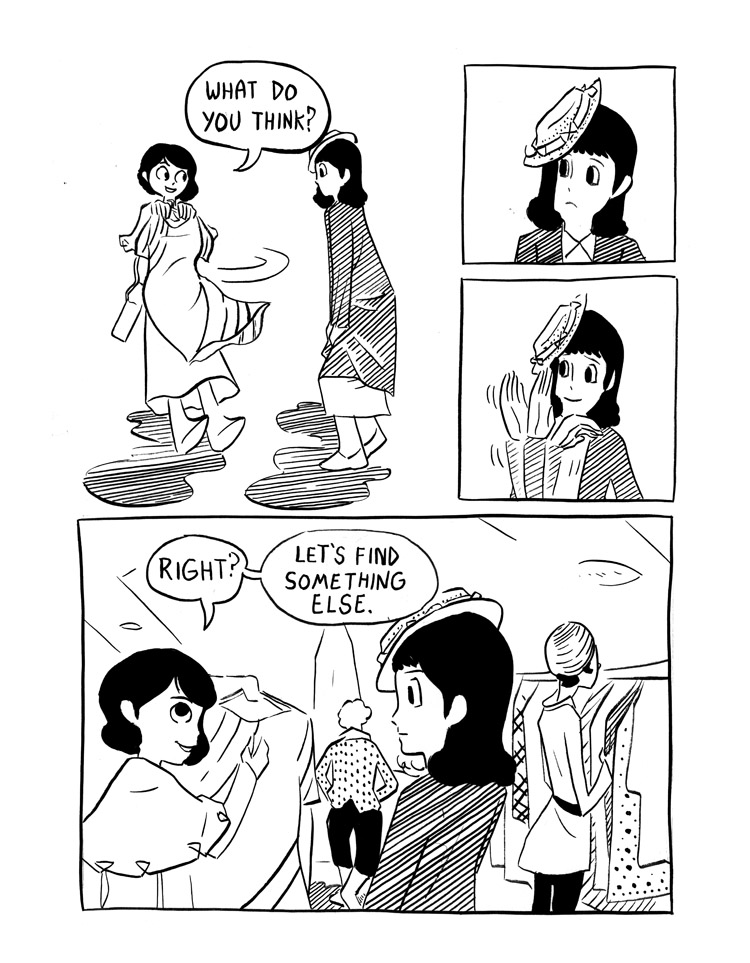 WHAT DO
YOU THINK?
RIGHT?
LET'S FIND
SOMETHING
ELSE.